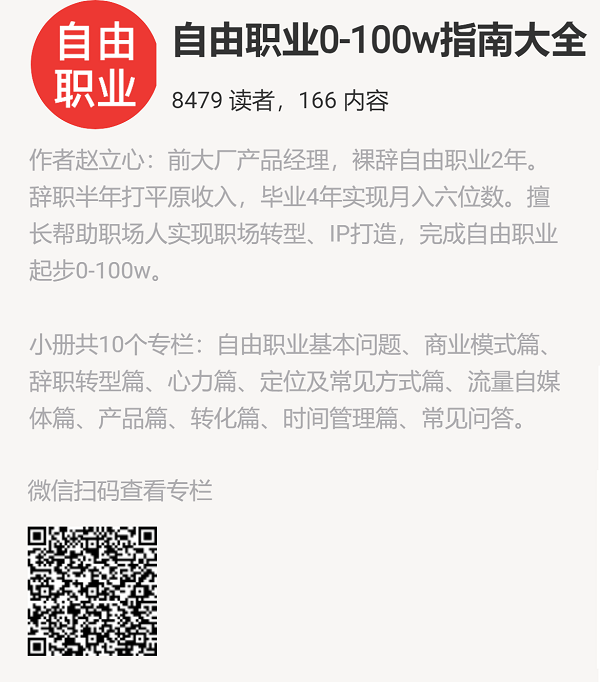 自由
职业
自由职业0-100w指南大全
8479 读者，166 内容
作者赵立心：前大厂产品经理，裸辞自由职业2年。
辞职半年打平原收入，毕业4年实现月入六位数。擅
长帮助职场人实现职场转型、IP打造，完成自由职业
起步0-100w。
小册共10个专栏：自由职业基本问题、商业模式篇、
辞职转型篇、心力篇、定位及常见方式篇、流量自媒
体篇、产品篇、转化篇、时间管理篇、常见问答。
微信扫码查看专栏